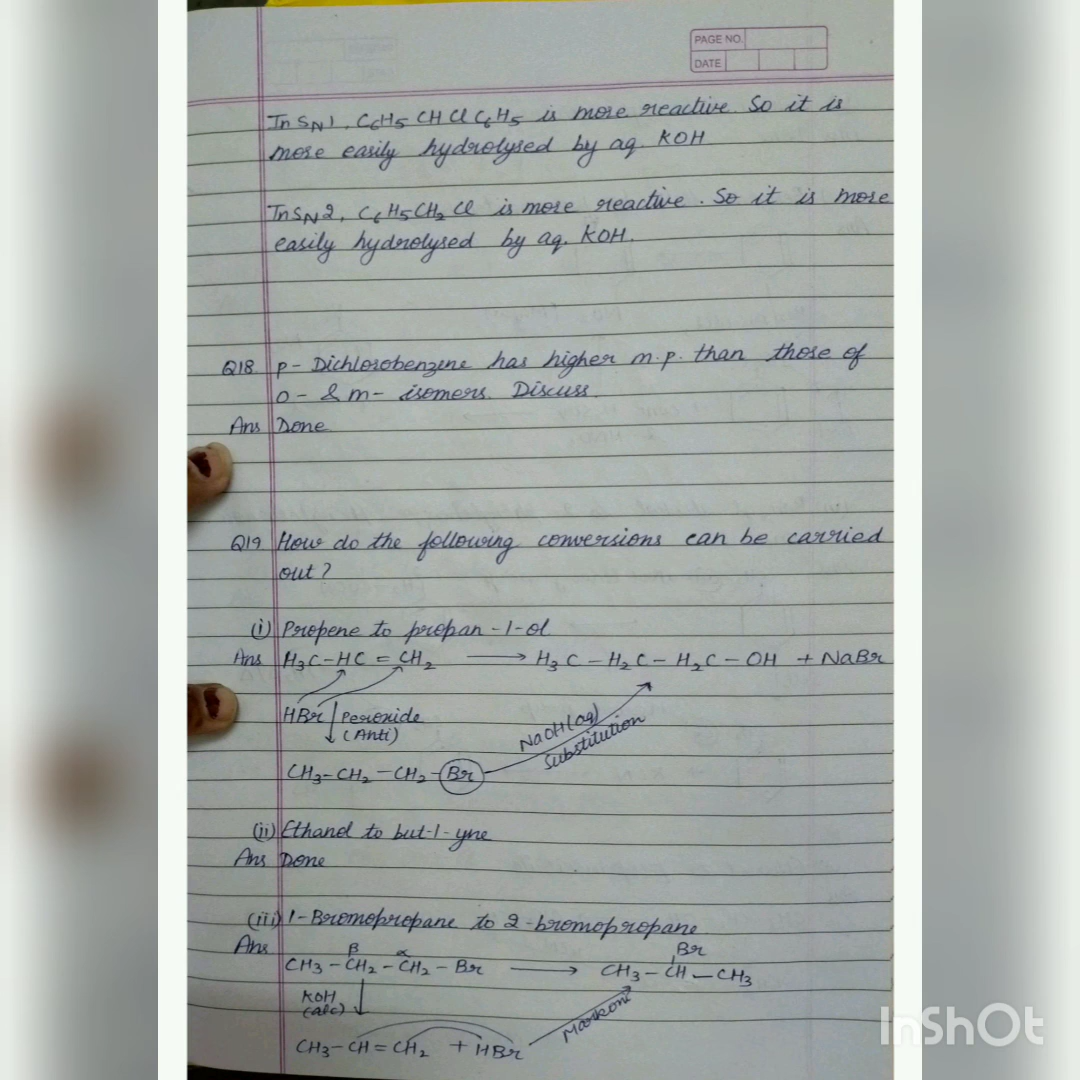 PAGE NO.
DATE
In SN1, C6H5 CH Cl C6H5 is more reactive. So it is
more easily hydrolysed by aq. KOH
In SN2, C6H5CH2 Cl is more reactive. So it is more
easily hydrolysed by aq. KOH.
Q18. p- Dichlorobenzene has higher m.p. than those of
o- & m- isomers. Discuss.
Ans Done
Q19 How do the following conversions can be carried
out?
(i) Propene to propan-1-ol
Ans H3C-HC=CH2 → H3C-H2C-H2C-OH + NaBr
HBr ↓ Peroxide
(Anti)
NaOH(aq)
Substitution
CH3-CH2-CH2-Br
(ii) Ethanol to but-1-yne
Ans Done
(iii) 1-Bromopropane to 2-bromopropane
Ans
β α Br
CH3-CH2-CH2-Br → CH3-CH-CH3
KOH
(alc) ↓
Markoni
CH3-CH=CH2 + HBr
InShOt